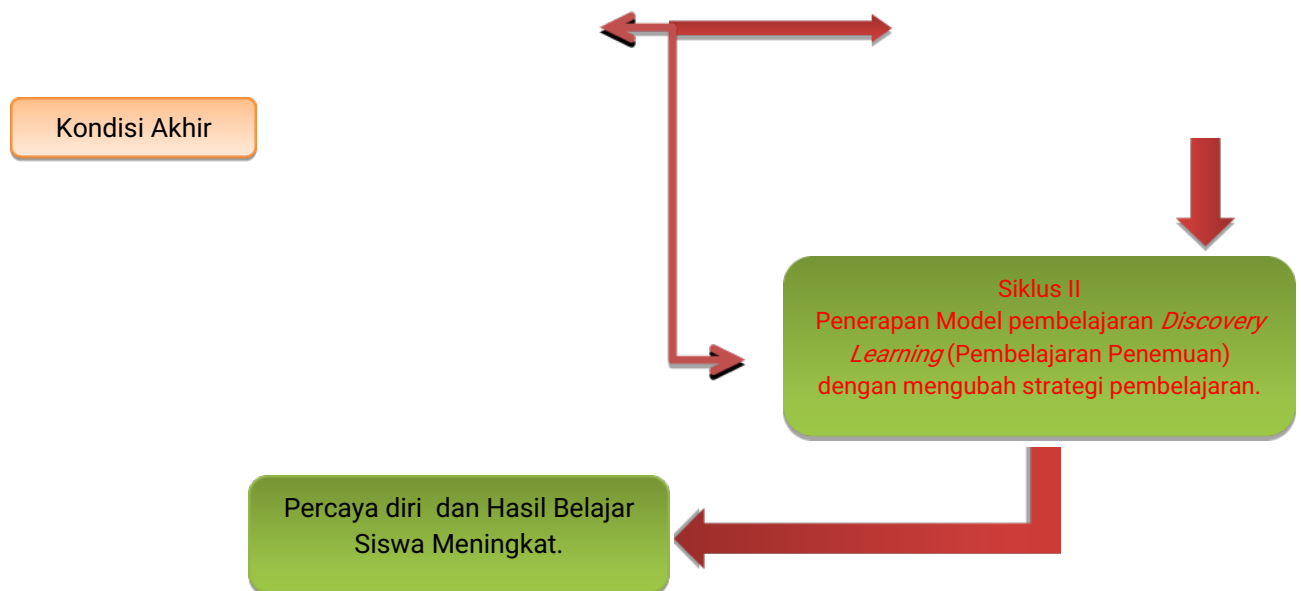 Kondisi Akhir
Siklus II
Penerapan Model pembelajaran Discovery
Learning (Pembelajaran Penemuan)
dengan mengubah strategi pembelajaran.
Percaya diri dan Hasil Belajar
Siswa Meningkat.